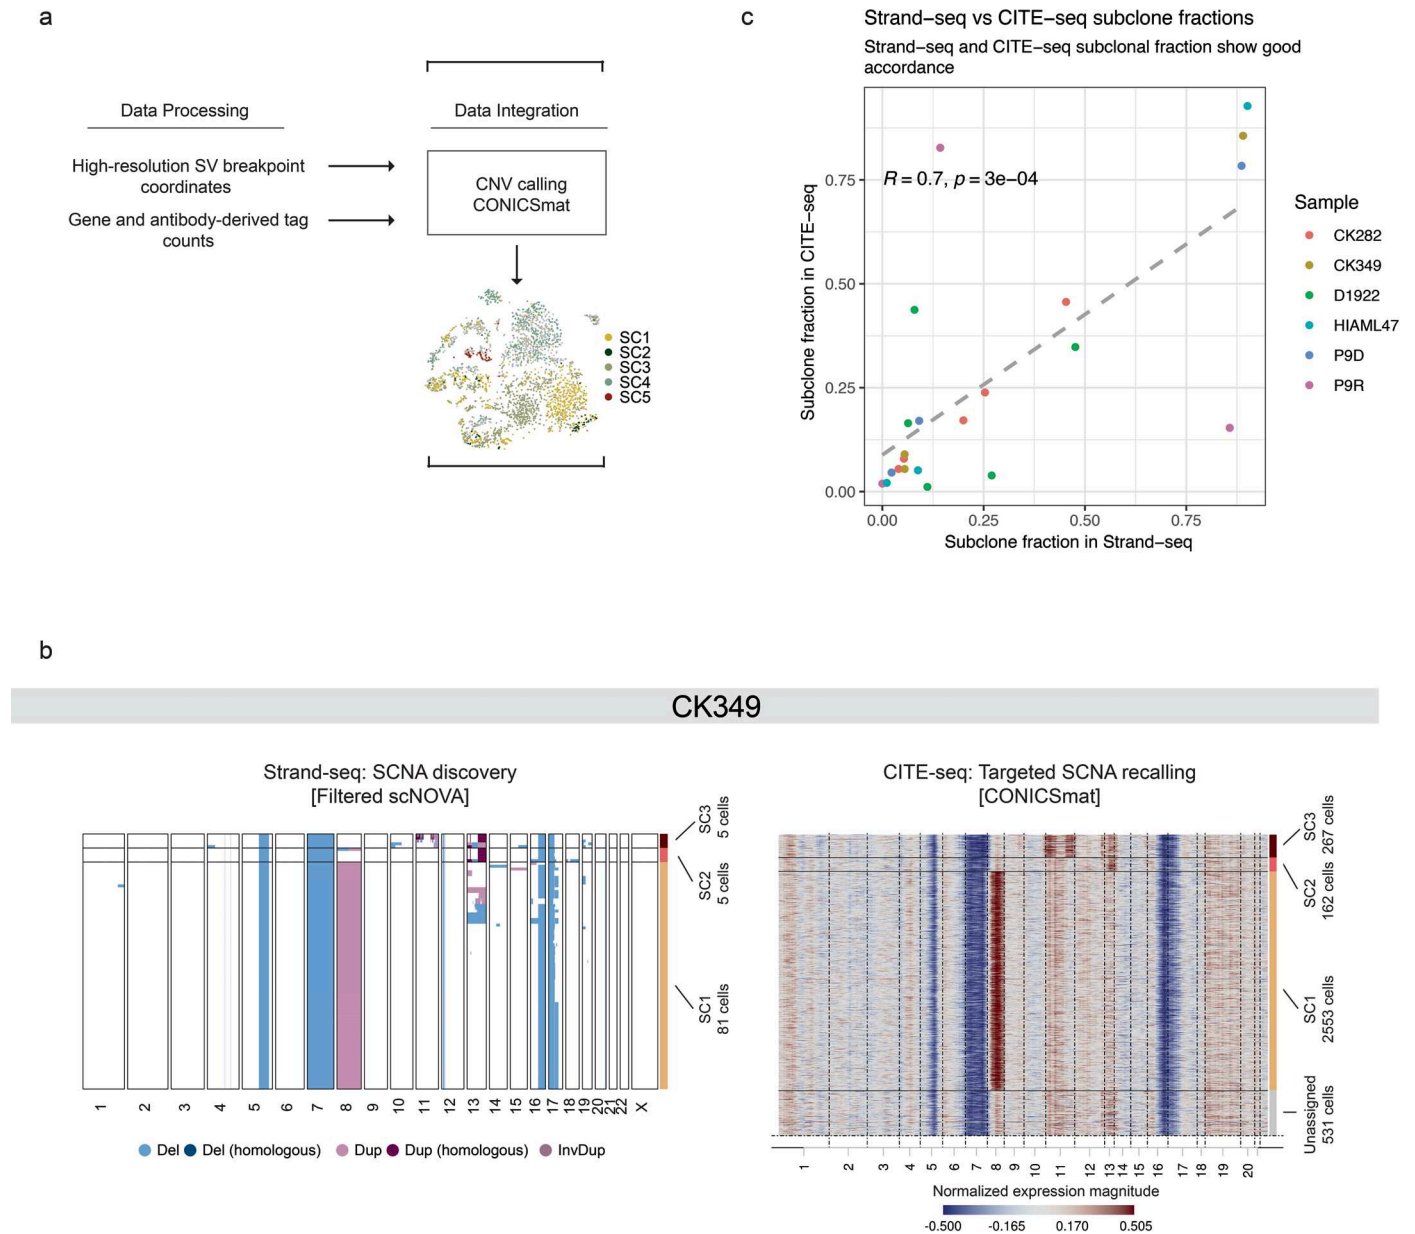 a
Data Processing
High-resolution SV breakpoint
coordinates
Gene and antibody-derived tag
counts
Data Integration
CNV calling
CONICSmat
SC1
SC2
SC3
SC4
SC5
c
Strand−seq vs CITE−seq subclone fractions
Strand−seq and CITE−seq subclonal fraction show good
accordance
R = 0.7, p = 3e−04
Subclone fraction in CITE−seq
0.75
0.50
0.25
0.00
0.00 0.25 0.50 0.75
Subclone fraction in Strand−seq
Sample
CK282
CK349
D1922
HIAML47
P9D
P9R
b
CK349
Strand-seq: SCNA discovery
[Filtered scNOVA]
SC3
5 cells
SC2
5 cells
SC1
81 cells
1 2 3 4 5 6 7 8 9 10 11 12 13 14 15 16 17 18 19 20 21 22 X
Del Del (homologous) Dup Dup (homologous) InvDup
CITE-seq: Targeted SCNA recalling
[CONICSmat]
SC3
267 cells
SC2
162 cells
SC1
2553 cells
Unassigned
531 cells
1 2 3 4 5 6 7 8 9 10 11 12 13 14 15 16 17 18 19 20
Normalized expression magnitude
-0.500 -0.165 0.170 0.505